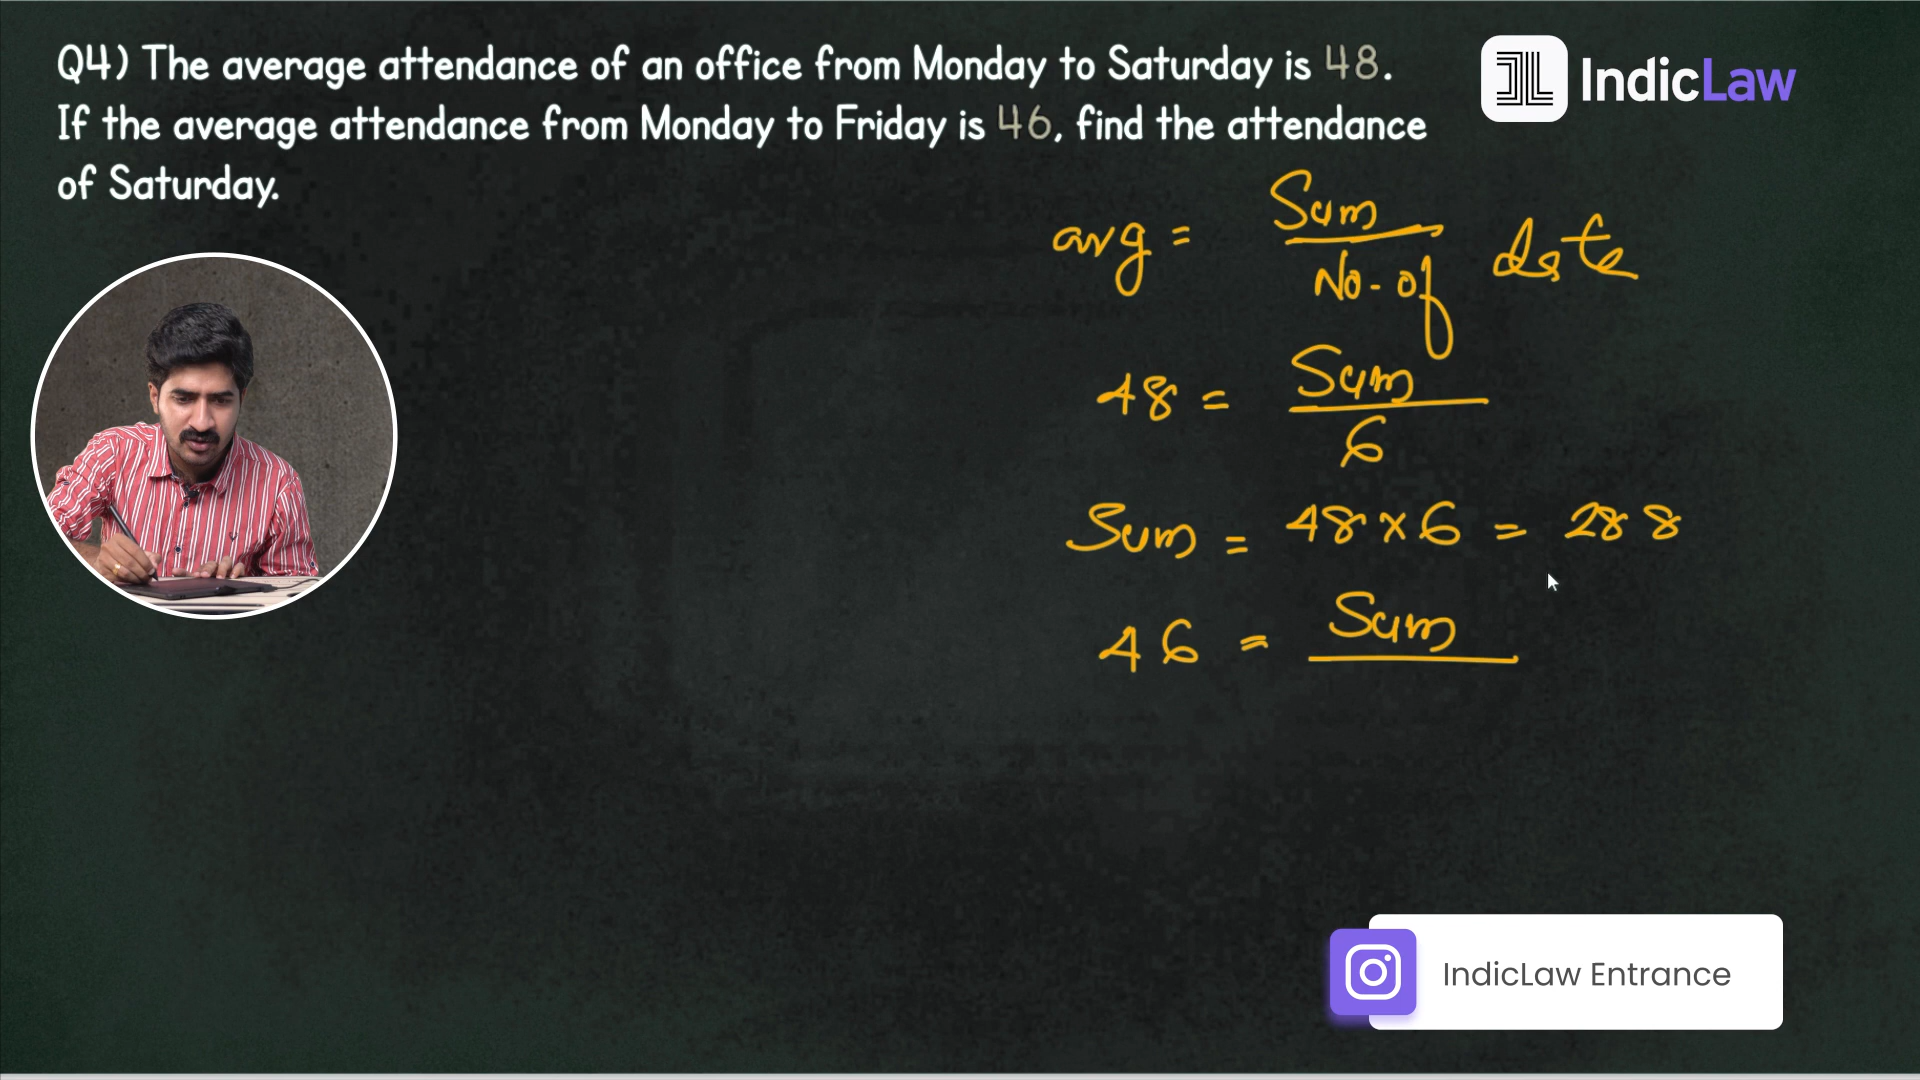 Q4) The average attendance of an office from Monday to Saturday is 48.
If the average attendance from Monday to Friday is 46, find the attendance
of Saturday.
IndicLaw
avg = Sum / No. of data
48 = Sum / 6
Sum = 48 × 6 = 288
46 = Sum
IndicLaw Entrance